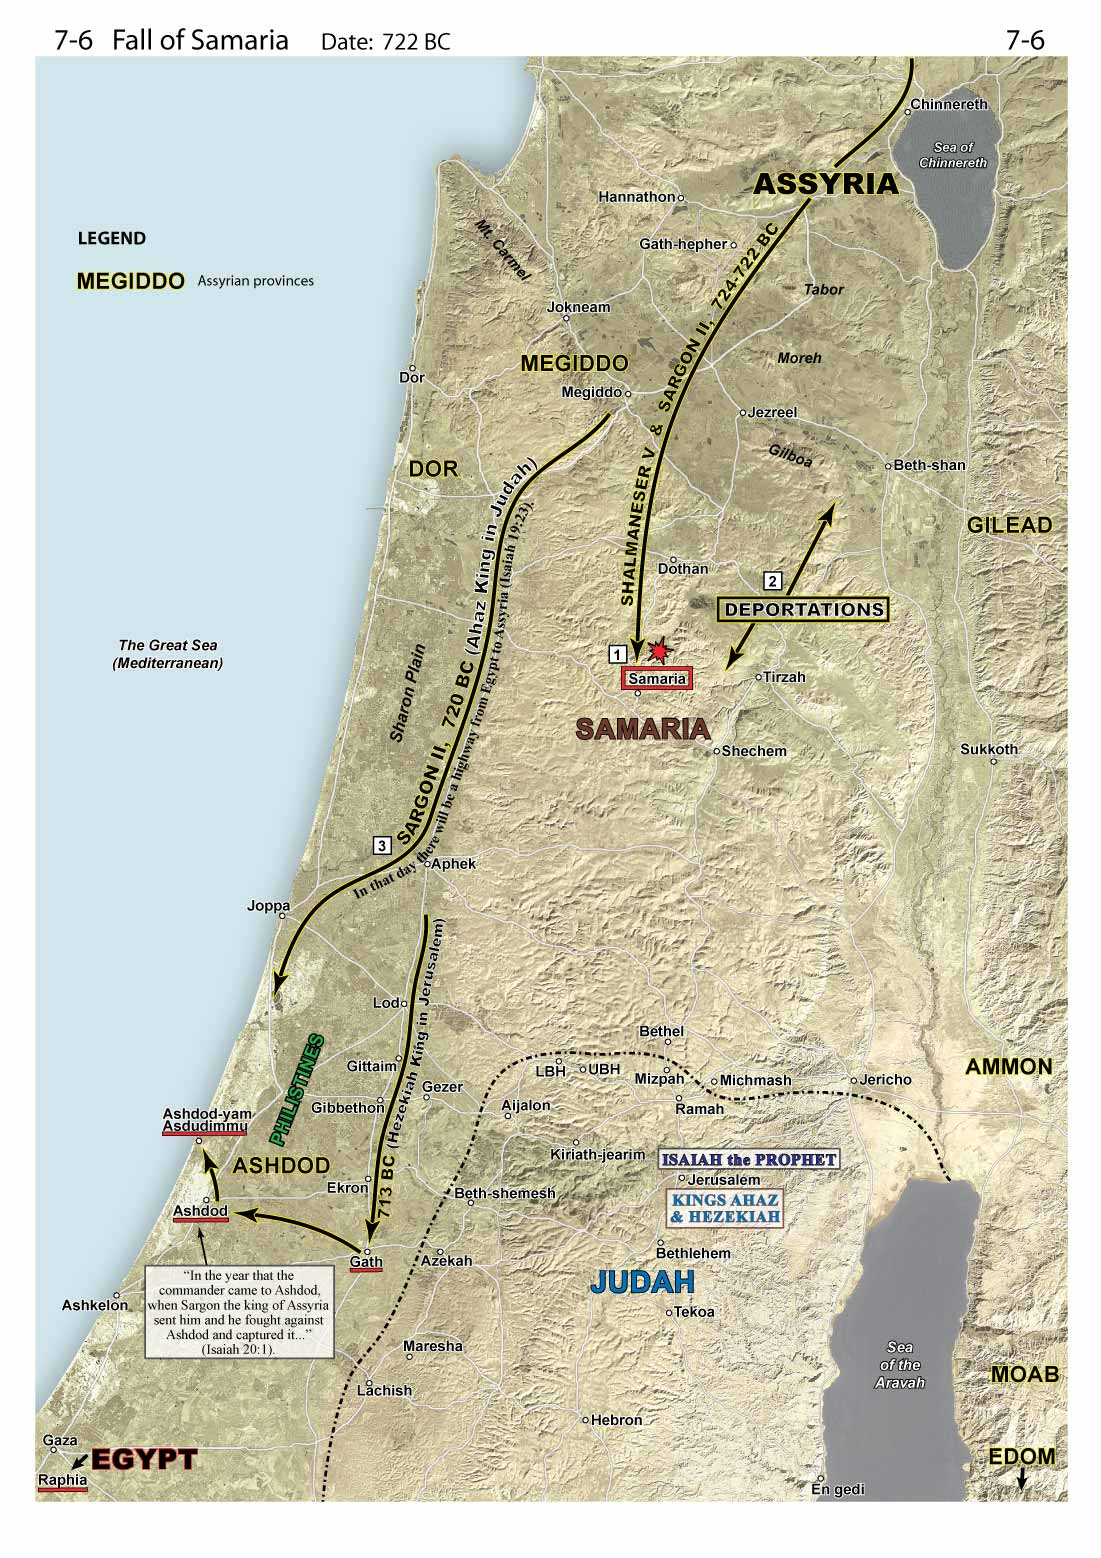 7-6 Fall of Samaria Date: 722 BC 7-6
Chinnereth
Sea of
Chinnereth
ASSYRIA
Hannathon
LEGEND
Gath-hepher
MEGIDDO Assyrian provinces
Mt. Carmel
Tabor
Jokneam
MEGIDDO
Moreh
Dor
Megiddo
Jezreel
SHALMANESER V & SARGON II, 724-722 BC
Gilboa
Beth-shan
DOR
GILEAD
Dothan
2
DEPORTATIONS
The Great Sea
(Mediterranean)
1
Samaria
Tirzah
Sharon Plain
SAMARIA
Shechem
Sukkoth
SARGON II, 720 BC (Ahaz King in Judah)
In that day there will be a highway from Egypt to Assyria (Isaiah 19:23).
3
Aphek
Joppa
Lod
713 BC (Hezekiah King in Jerusalem)
Bethel
PHILISTINES
Gittaim
LBH
UBH
Mizpah
Michmash
Jericho
AMMON
Gezer
Gibbethon
Aijalon
Ramah
Ashdod-yam
Asdudimmu
Kiriath-jearim
ISAIAH the PROPHET
ASHDOD
Jerusalem
Ekron
Beth-shemesh
KINGS AHAZ
& HEZEKIAH
Ashdod
Gath
Azekah
Bethlehem
JUDAH
"In the year that the
commander came to Ashdod,
when Sargon the king of Assyria
sent him and he fought against
Ashdod and captured it..."
(Isaiah 20:1).
Ashkelon
Tekoa
Maresha
Sea
of the
Aravah
MOAB
Lachish
Hebron
Gaza
EGYPT
EDOM
Raphia
En gedi